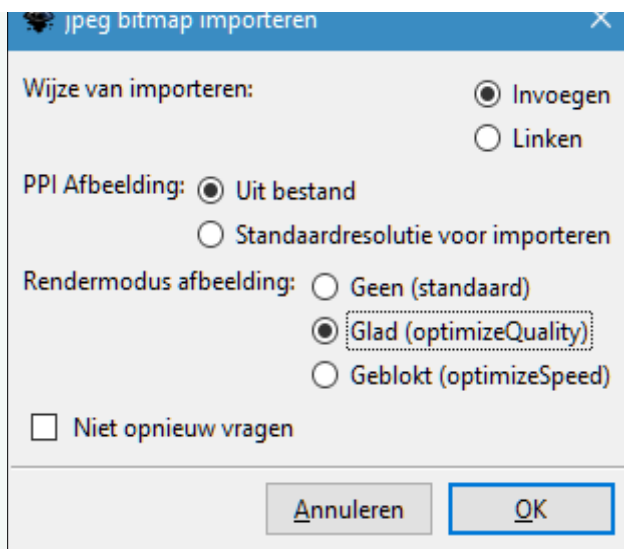 jpeg bitmap importeren
Wijze van importeren:
Invoegen
Linken
PPI Afbeelding:
Uit bestand
Standaardresolutie voor importeren
Rendermodus afbeelding:
Geen (standaard)
Glad (optimizeQuality)
Geblokt (optimizeSpeed)
Niet opnieuw vragen
Annuleren
OK